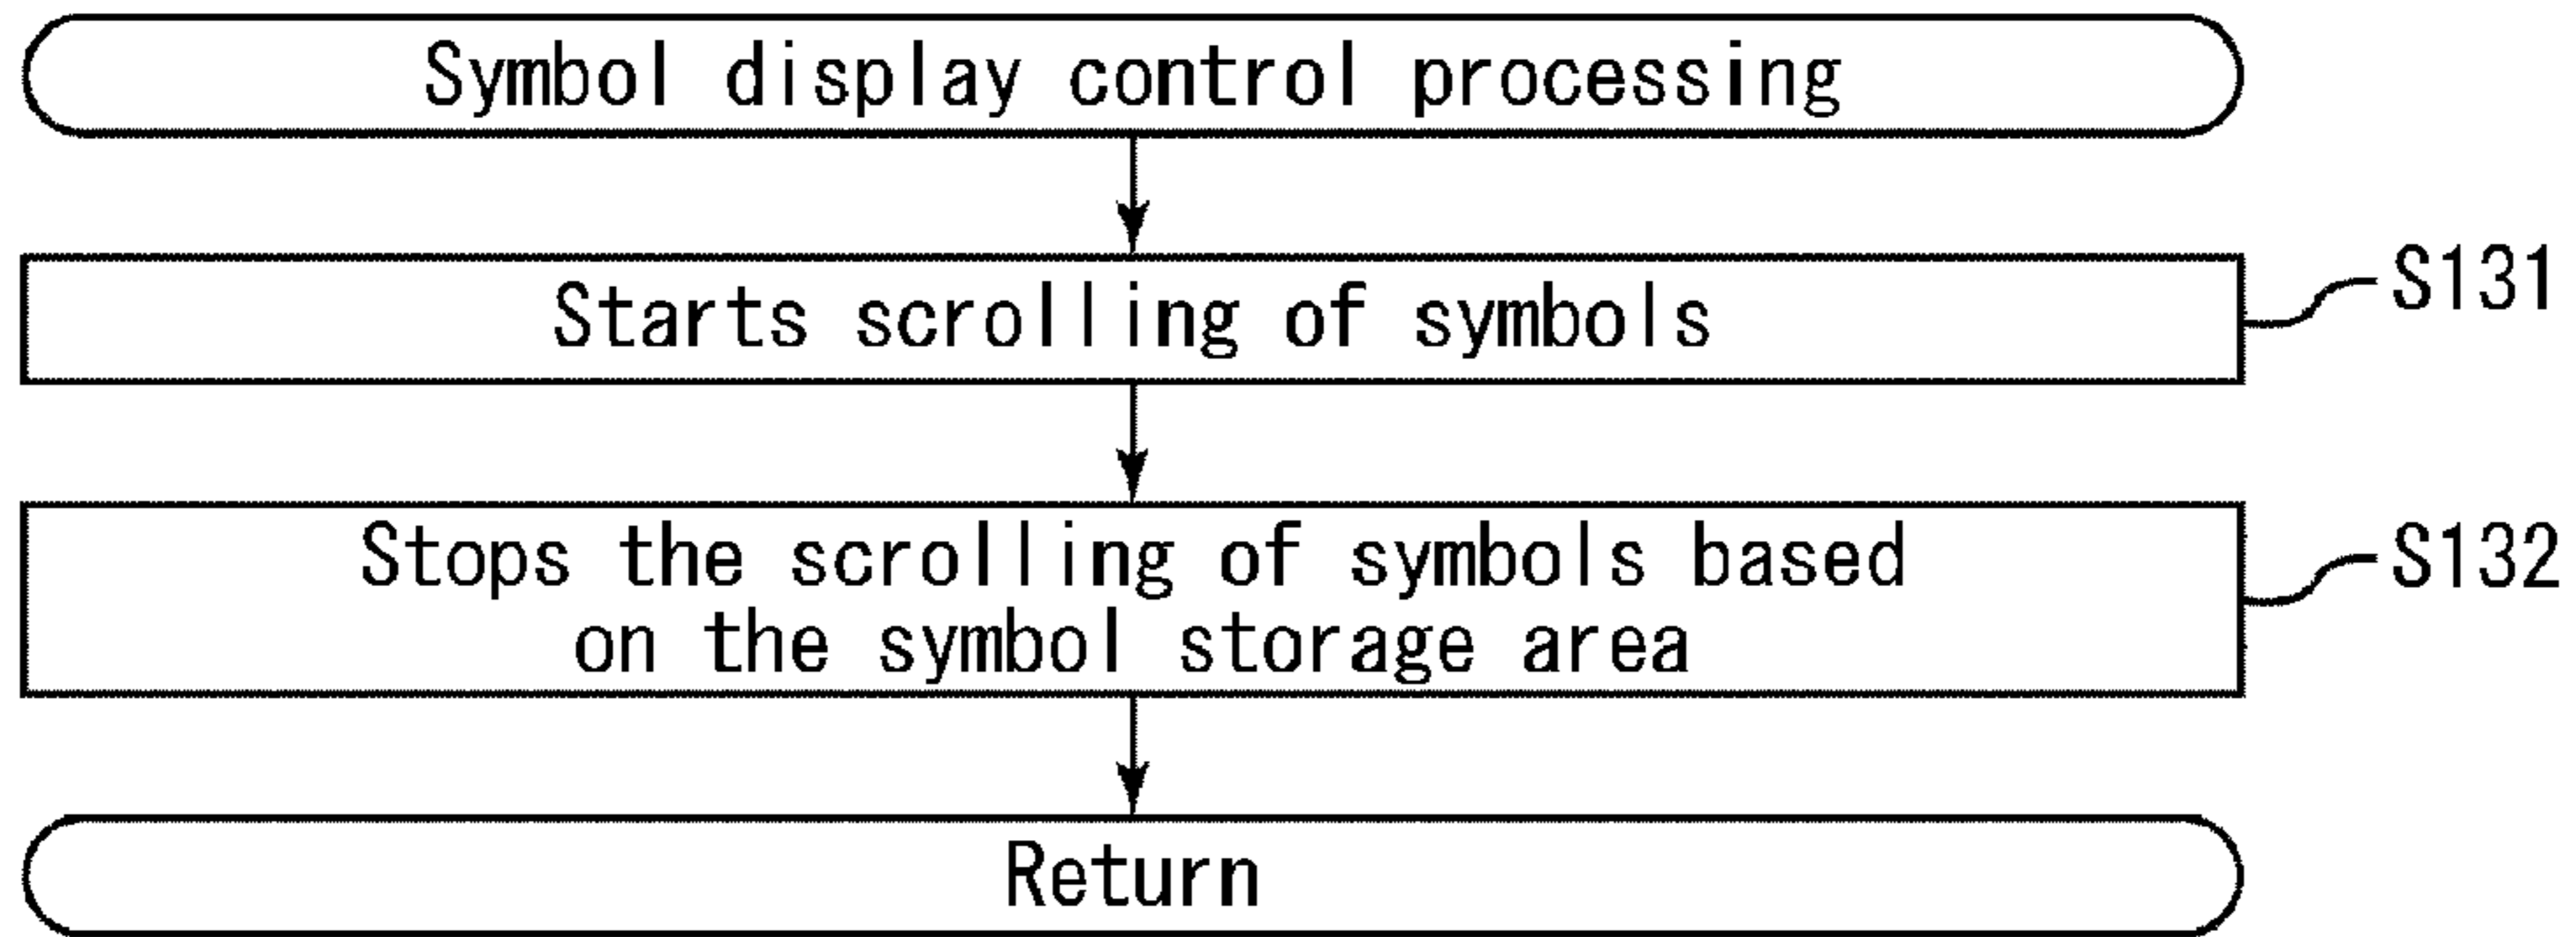 Symbol display control processing
Starts scrolling of symbols
S131
Stops the scrolling of symbols based
on the symbol storage area
S132
Return